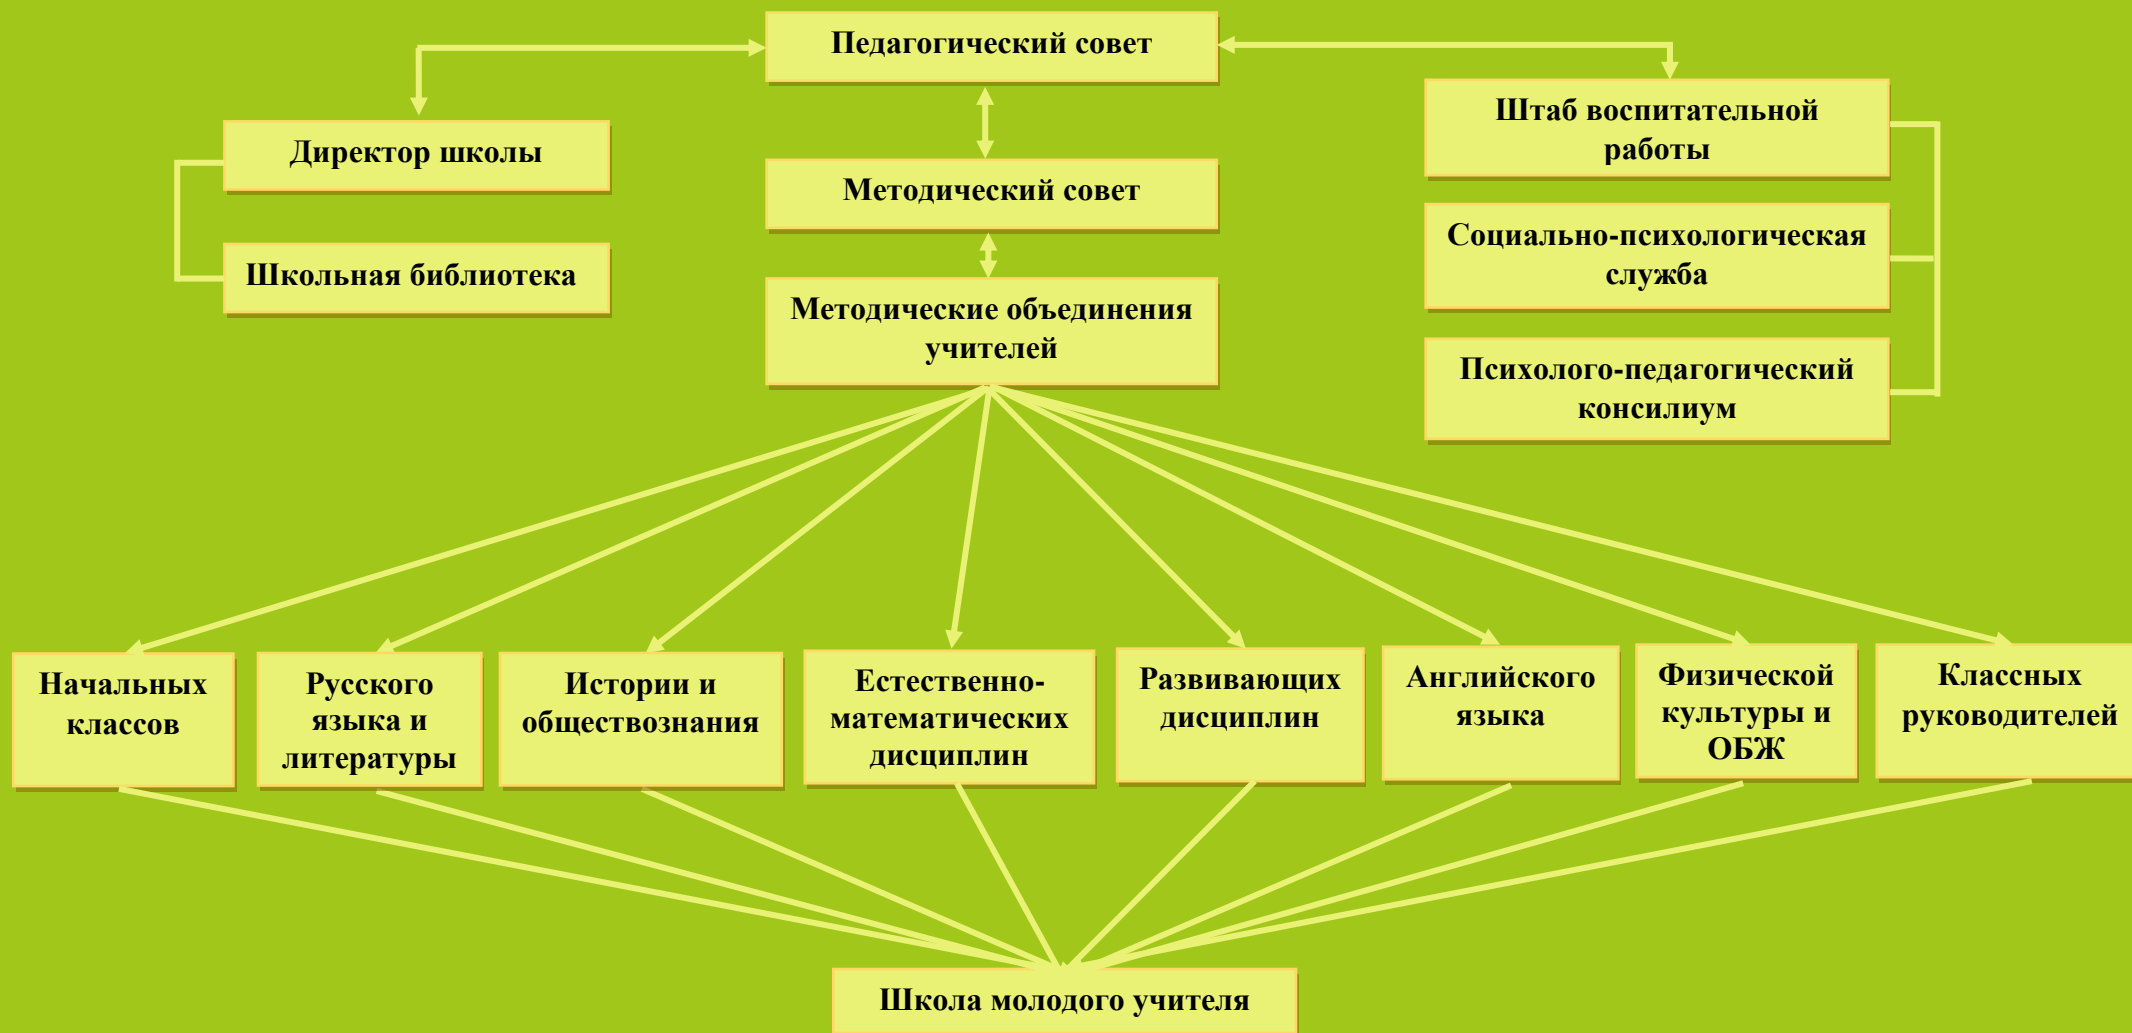 Педагогический совет
Штаб воспитательной
работы
Директор школы
Методический совет
Социально-психологическая
служба
Школьная библиотека
Методические объединения
учителей
Психолого-педагогический
консилиум
Начальных
классов
Русского
языка и
литературы
Истории и
обществознания
Естественно-
математических
дисциплин
Развивающих
дисциплин
Английского
языка
Физической
культуры и
ОБЖ
Классных
руководителей
Школа молодого учителя